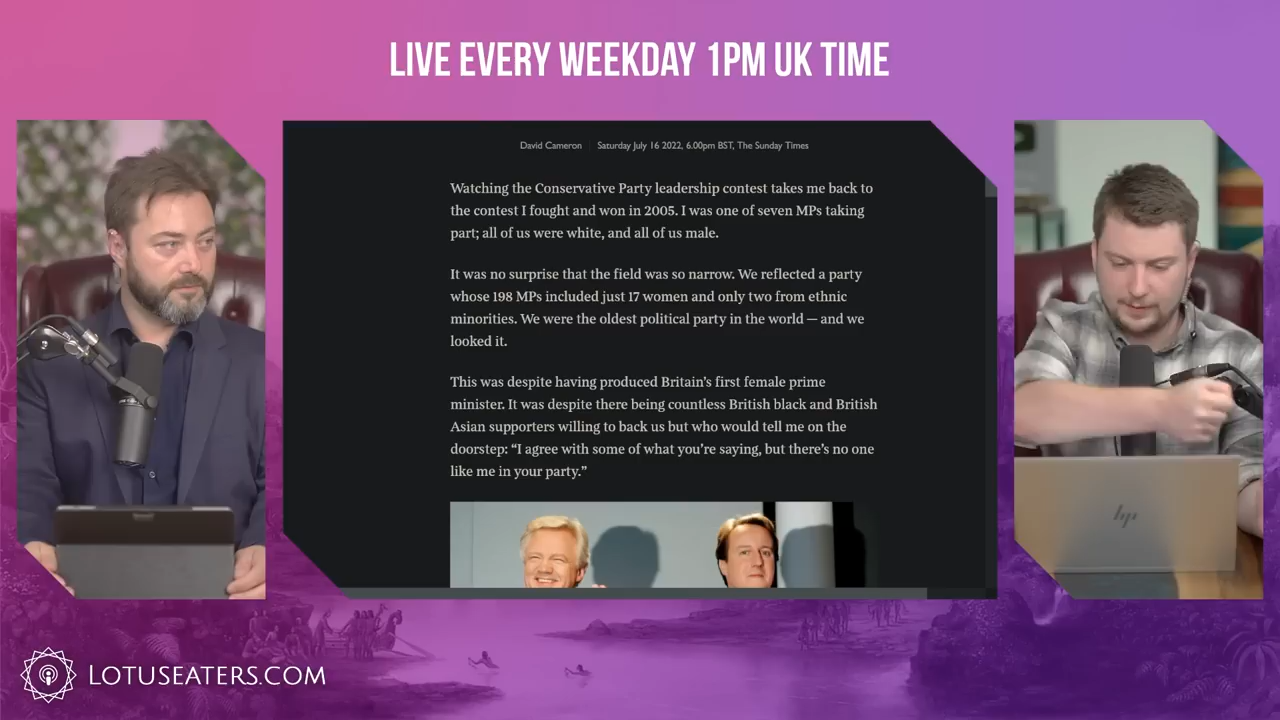 LIVE EVERY WEEKDAY 1PM UK TIME
David Cameron | Saturday July 16 2022, 6.00pm BST, The Sunday Times
Watching the Conservative Party leadership contest takes me back to
the contest I fought and won in 2005. I was one of seven MPs taking
part; all of us were white, and all of us male.
It was no surprise that the field was so narrow. We reflected a party
whose 198 MPs included just 17 women and only two from ethnic
minorities. We were the oldest political party in the world — and we
looked it.
This was despite having produced Britain's first female prime
minister. It was despite there being countless British black and British
Asian supporters willing to back us but who would tell me on the
doorstep: “I agree with some of what you're saying, but there's no one
like me in your party.”
hp
LOTUSEATERS.COM